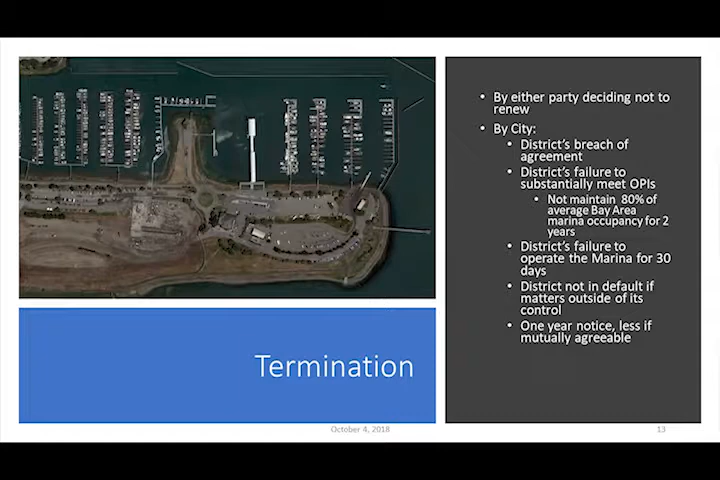 • By either party deciding not to
renew
• By City:
• District's breach of
agreement
• District's failure to
substantially meet OPIs
• Not maintain 80% of
average Bay Area
marina occupancy for 2
years
• District's failure to
operate the Marina for 30
days
• District not in default if
matters outside of its
control
• One year notice, less if
mutually agreeable
Termination
October 4, 2018
13